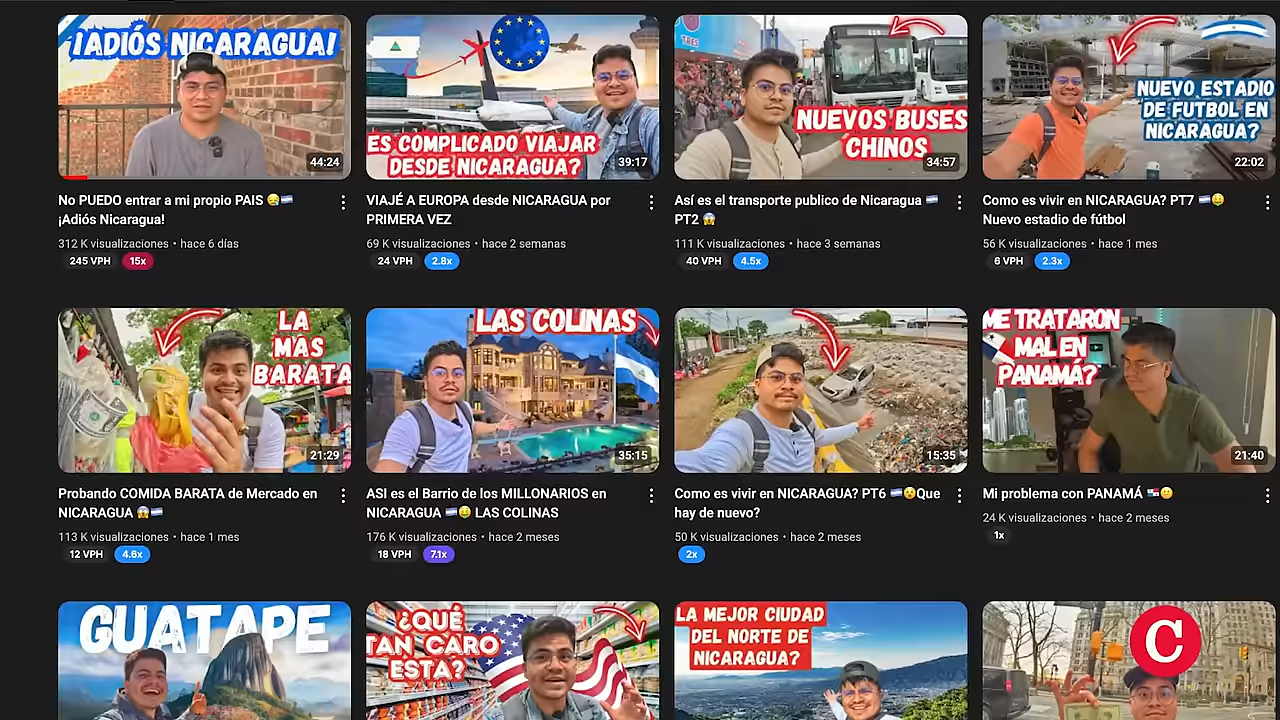 ¡ADIÓS NICARAGUA!
44:24
No PUEDO entrar a mi propio PAIS
¡Adiós Nicaragua!
312 K visualizaciones • hace 6 días
245 VPH 15x
ES COMPLICADO VIAJAR
DESDE NICARAGUA?
39:17
VIAJÉ A EUROPA desde NICARAGUA por
PRIMERA VEZ
69 K visualizaciones • hace 2 semanas
24 VPH 2.8x
TRES
NUEVOS BUSES
CHINOS
34:57
Así es el transporte publico de Nicaragua
PT2
111 K visualizaciones • hace 3 semanas
40 VPH 4.5x
NUEVO ESTADIO
DE FUTBOL EN
NICARAGUA?
22:02
Como es vivir en NICARAGUA? PT7
Nuevo estadio de fútbol
56 K visualizaciones • hace 1 mes
6 VPH 2.3x
LA
MAS
BARATA
21:29
Probando COMIDA BARATA de Mercado en
NICARAGUA
113 K visualizaciones • hace 1 mes
12 VPH 4.6x
LAS COLINAS
35:15
ASI es el Barrio de los MILLONARIOS en
NICARAGUA LAS COLINAS
176 K visualizaciones • hace 2 meses
18 VPH 7.1x
15:35
Como es vivir en NICARAGUA? PT6 Que
hay de nuevo?
50 K visualizaciones • hace 2 meses
2x
ME TRATARON
MAL EN
PANAMÁ?
21:40
Mi problema con PANAMÁ
24 K visualizaciones • hace 2 meses
1x
GUATAPE
¿QUÉ
TAN CARO
ESTA?
LA MEJOR CIUDAD
DEL NORTE DE
NICARAGUA?
C